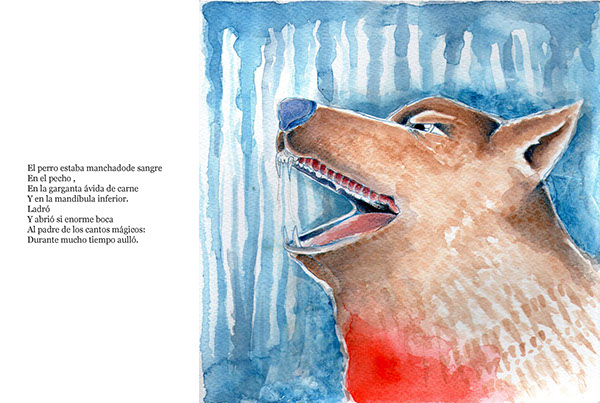 El perro estaba manchadode sangre
En el pecho ,
En la garganta ávida de carne
Y en la mandíbula inferior.
Ladró
Y abrió si enorme boca
Al padre de los cantos mágicos:
Durante mucho tiempo aulló.